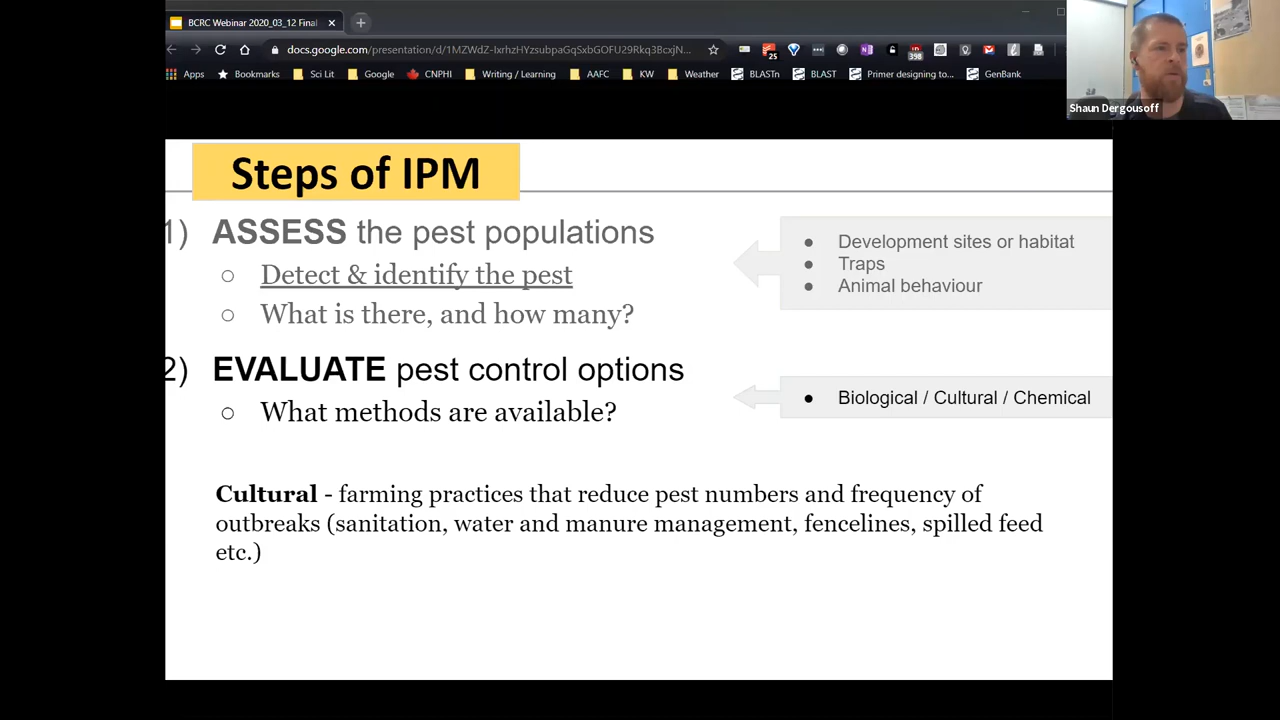 BCRC Webinar 2020_03_12 Final
docs.google.com/presentation/d/1MZWdZ-IxrhzHYzsubpaGqSxbGOFU29Rkq3BcxjN...
25
398
Apps Bookmarks Sci Lit Google CNPHI Writing / Learning AAFC KW Weather BLASTn BLAST Primer designing to... GenBank
Shaun Dergousoff
Steps of IPM
1) ASSESS the pest populations
○ Detect & identify the pest
○ What is there, and how many?
● Development sites or habitat
● Traps
● Animal behaviour
2) EVALUATE pest control options
○ What methods are available?
● Biological / Cultural / Chemical
Cultural - farming practices that reduce pest numbers and frequency of
outbreaks (sanitation, water and manure management, fencelines, spilled feed
etc.)